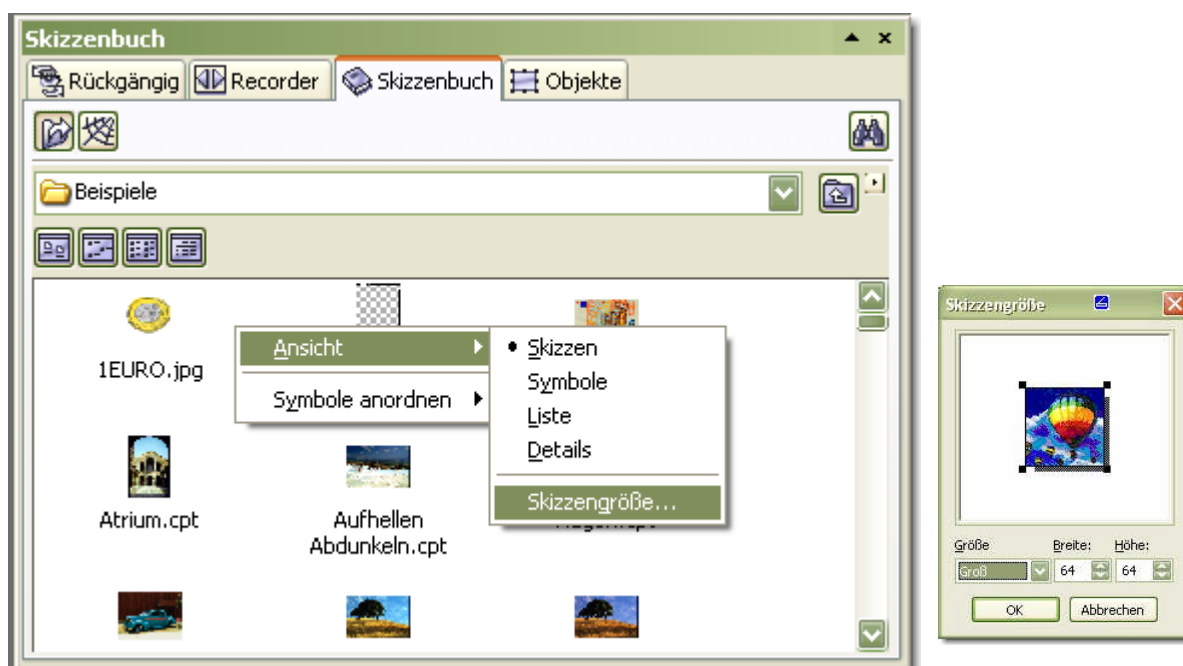 Skizzenbuch
Rückgängig Recorder Skizzenbuch Objekte
Beispiele
1EURO.jpg
Ansicht
Symbole anordnen
Skizzen
Symbole
Liste
Details
Skizzengröße...
Atrium.cpt
Aufhellen
Abdunkeln.cpt
Skizzengröße
Größe Breite: Höhe:
Groß 64 64
OK Abbrechen